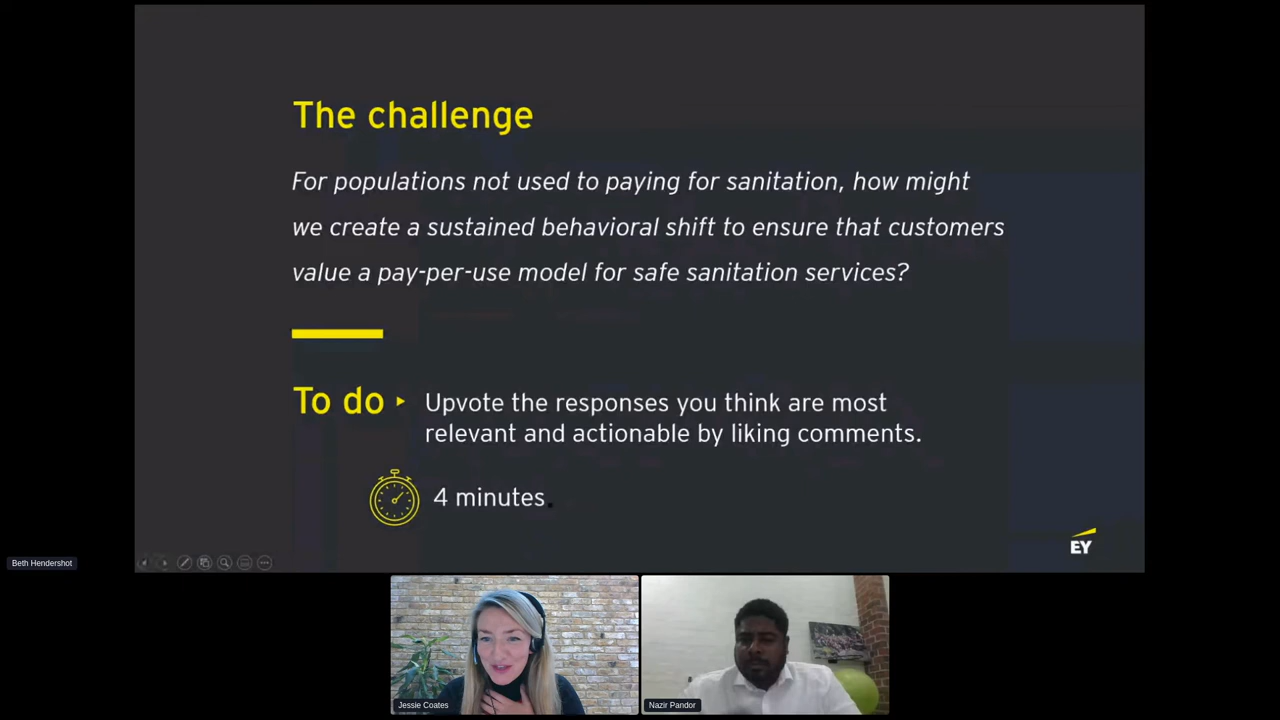 The challenge
For populations not used to paying for sanitation, how might
we create a sustained behavioral shift to ensure that customers
value a pay-per-use model for safe sanitation services?
To do
Upvote the responses you think are most
relevant and actionable by liking comments.
4 minutes.
EY
Beth Hendershot
Jessie Coates
Nazir Pandor